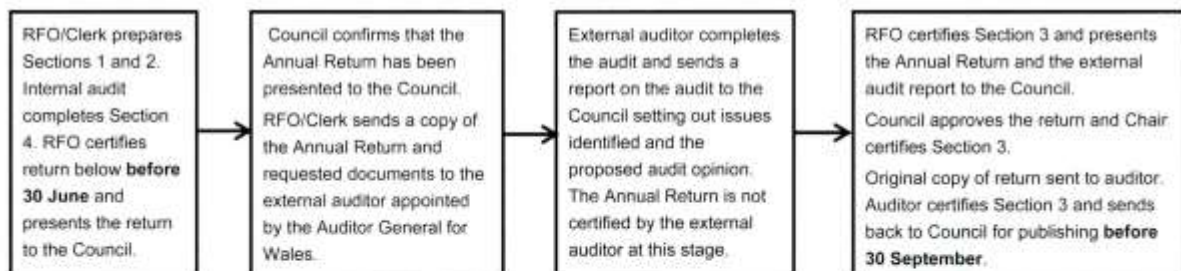 RFO/Clerk prepares
Sections 1 and 2.
Internal audit
completes Section
4. RFO certifies
return below before
30 June and
presents the return
to the Council.
Council confirms that the
Annual Return has been
presented to the Council.
RFO/Clerk sends a copy of
the Annual Return and
requested documents to the
external auditor appointed
by the Auditor General for
Wales.
External auditor completes
the audit and sends a
report on the audit to the
Council setting out issues
identified and the
proposed audit opinion.
The Annual Return is not
certified by the external
auditor at this stage.
RFO certifies Section 3 and presents
the Annual Return and the external
audit report to the Council.
Council approves the return and Chair
certifies Section 3.
Original copy of return sent to auditor.
Auditor certifies Section 3 and sends
back to Council for publishing before
30 September.